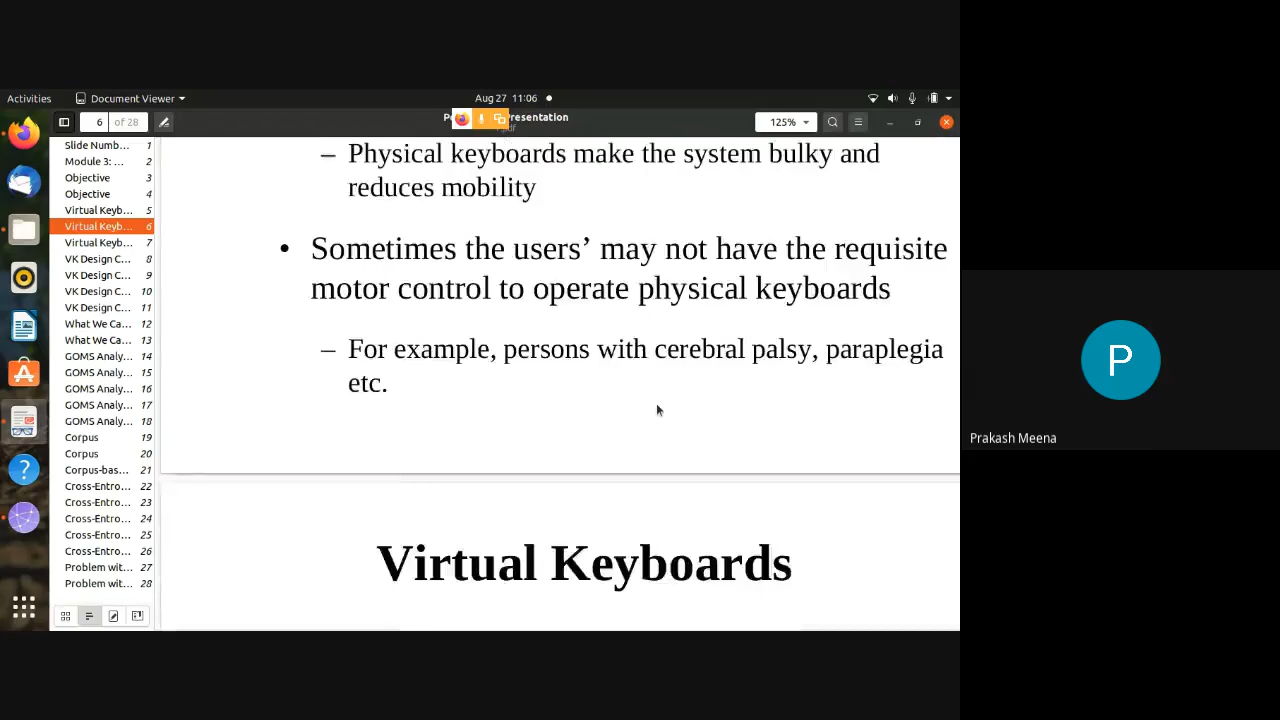 Activities Document Viewer Aug 27 11:06
6 of 28 Presentation 125%
Slide Numb... 1
Module 3: ... 2
Objective 3
Objective 4
Virtual Keyb... 5
Virtual Keyb... 6
Virtual Keyb... 7
VK Design C... 8
VK Design C... 9
VK Design C... 10
VK Design C... 11
What We Ca... 12
What We Ca... 13
GOMS Analy... 14
GOMS Analy... 15
GOMS Analy... 16
GOMS Analy... 17
GOMS Analy... 18
Corpus 19
Corpus 20
Corpus-bas... 21
Cross-Entro... 22
Cross-Entro... 23
Cross-Entro... 24
Cross-Entro... 25
Cross-Entro... 26
Problem wit... 27
Problem wit... 28
– Physical keyboards make the system bulky and
reduces mobility
• Sometimes the users’ may not have the requisite
motor control to operate physical keyboards
– For example, persons with cerebral palsy, paraplegia
etc.
Virtual Keyboards
P
Prakash Meena